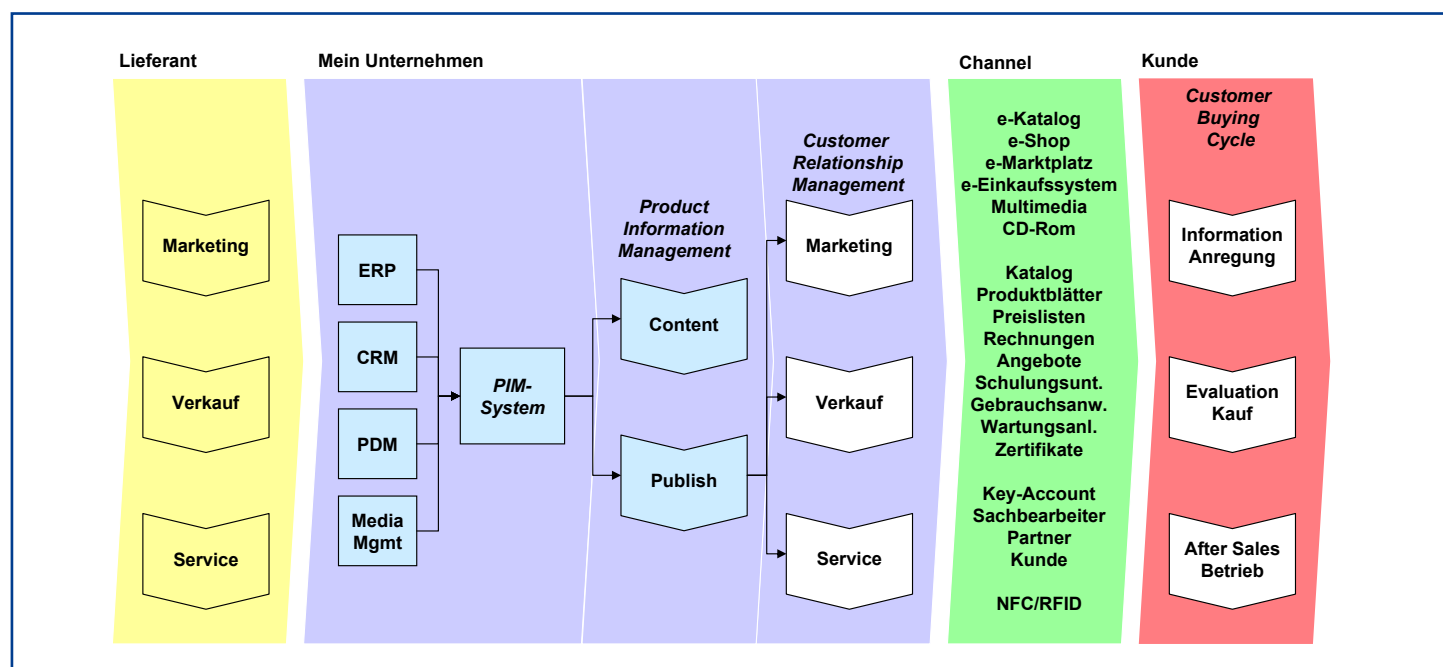 Lieferant
Marketing
Verkauf
Service
Mein Unternehmen
ERP
CRM
PDM
Media
Mgmt
PIM-
System
Product
Information
Management
Content
Publish
Customer
Relationship
Management
Marketing
Verkauf
Service
Channel
e-Katalog
e-Shop
e-Marktplatz
e-Einkaufssystem
Multimedia
CD-Rom
Katalog
Produktblätter
Preislisten
Rechnungen
Angebote
Schulungsunt.
Gebrauchsanw.
Wartungsanl.
Zertifikate
Key-Account
Sachbearbeiter
Partner
Kunde
NFC/RFID
Kunde
Customer
Buying
Cycle
Information
Anregung
Evaluation
Kauf
After Sales
Betrieb